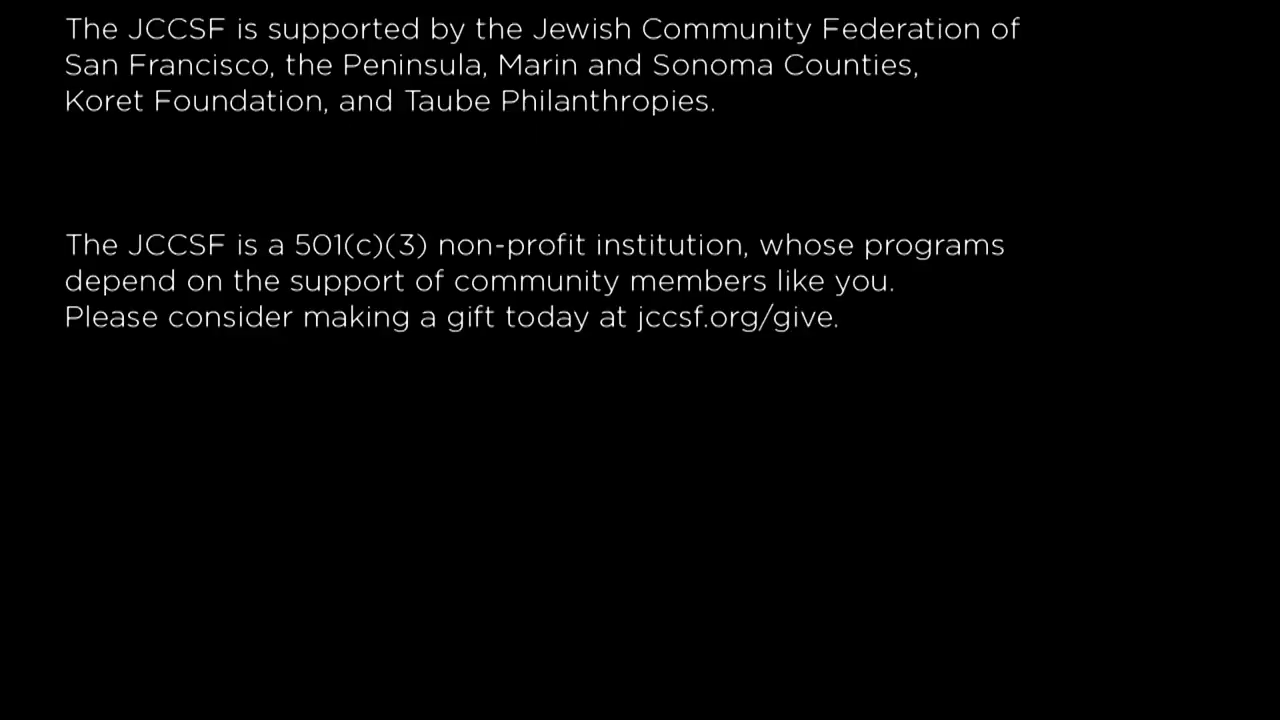 The JCCSF is supported by the Jewish Community Federation of
San Francisco, the Peninsula, Marin and Sonoma Counties,
Koret Foundation, and Taube Philanthropies.
The JCCSF is a 501(c)(3) non-profit institution, whose programs
depend on the support of community members like you.
Please consider making a gift today at jccsf.org/give.